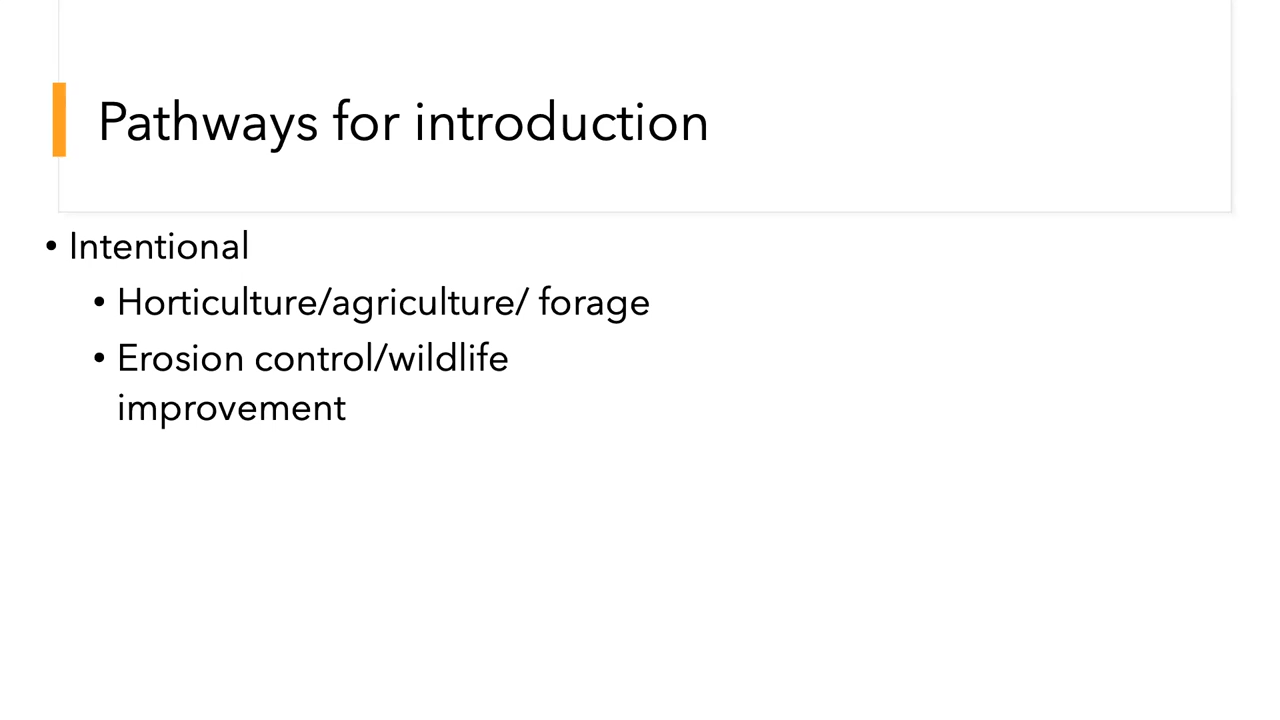 Pathways for introduction
• Intentional
• Horticulture/agriculture/ forage
• Erosion control/wildlife
improvement